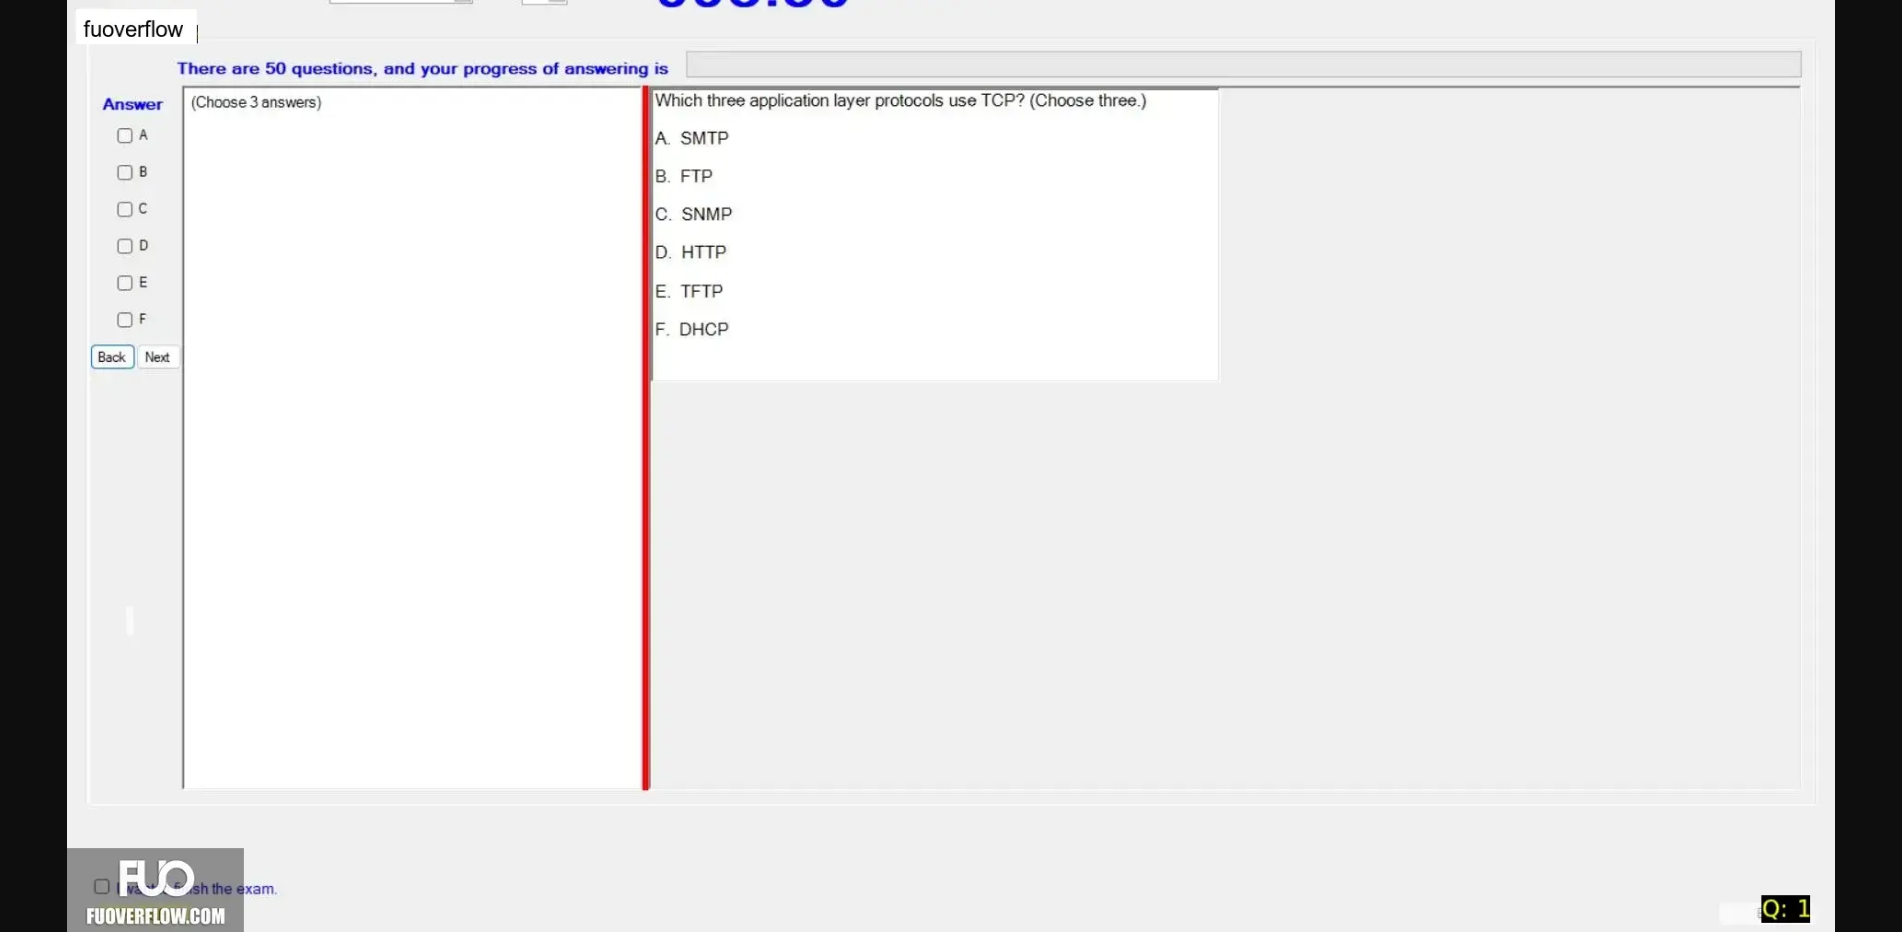 fuoverflow
There are 50 questions, and your progress of answering is
Answer
(Choose 3 answers)
A
B
C
D
E
F
Back Next
Which three application layer protocols use TCP? (Choose three.)
A. SMTP
B. FTP
C. SNMP
D. HTTP
E. TFTP
F. DHCP
FUO
the exam.
FUOVERFLOW.COM
Q: 1